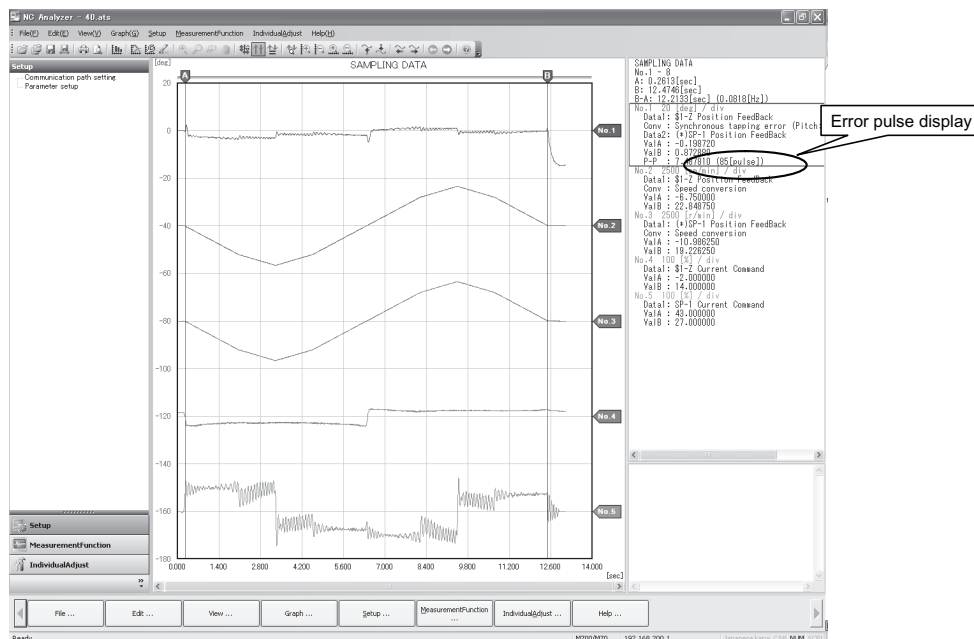 NC Analyzer - 40.ats
File(F) Edit(E) View(V) Graph(G) Setup MeasurementFunction IndividualAdjust Help(H)
Setup
Communication path setting
Parameter setup
Setup
MeasurementFunction
IndividualAdjust
[deg]
SAMPLING DATA
A
B
20
0
-20
-40
-60
-80
-100
-120
-140
-160
-180
No.1
No.2
No.3
No.4
No.5
0.000 1.400 2.800 4.200 5.600 7.000 8.400 9.800 11.200 12.600 14.000
[sec]
SAMPLING DATA
No.1 - 8
A: 0.2613[sec]
B: 12.4746[sec]
B-A: 12.2133[sec] (0.0818[Hz])
No.1 20 [deg] / div
Data1: $1-Z Position FeedBack
Conv : Synchronous tapping error (Pitch:
Data2: (*)SP-1 Position FeedBack
ValA : -0.198720
ValB : 0.872880
P-P : (85[pulse])
No.2 2500 / div
Data1: $1-Z Position FeedBack
Conv : Speed conversion
ValA : -6.750000
ValB : 22.848750
No.3 2500 [r/min] / div
Data1: (*)SP-1 Position FeedBack
Conv : Speed conversion
ValA : -10.986250
ValB : 19.226250
No.4 100 [%] / div
Data1: $1-Z Current Command
ValA : -2.000000
ValB : 14.000000
No.5 100 [%] / div
Data1: SP-1 Current Command
ValA : 43.000000
ValB : 27.000000
Error pulse display
File ... Edit ... View ... Graph ... Setup ... MeasurementFunction ... IndividualAdjust ... Help ...
Ready
M700/M70 192.168.200.1 CAP NUM